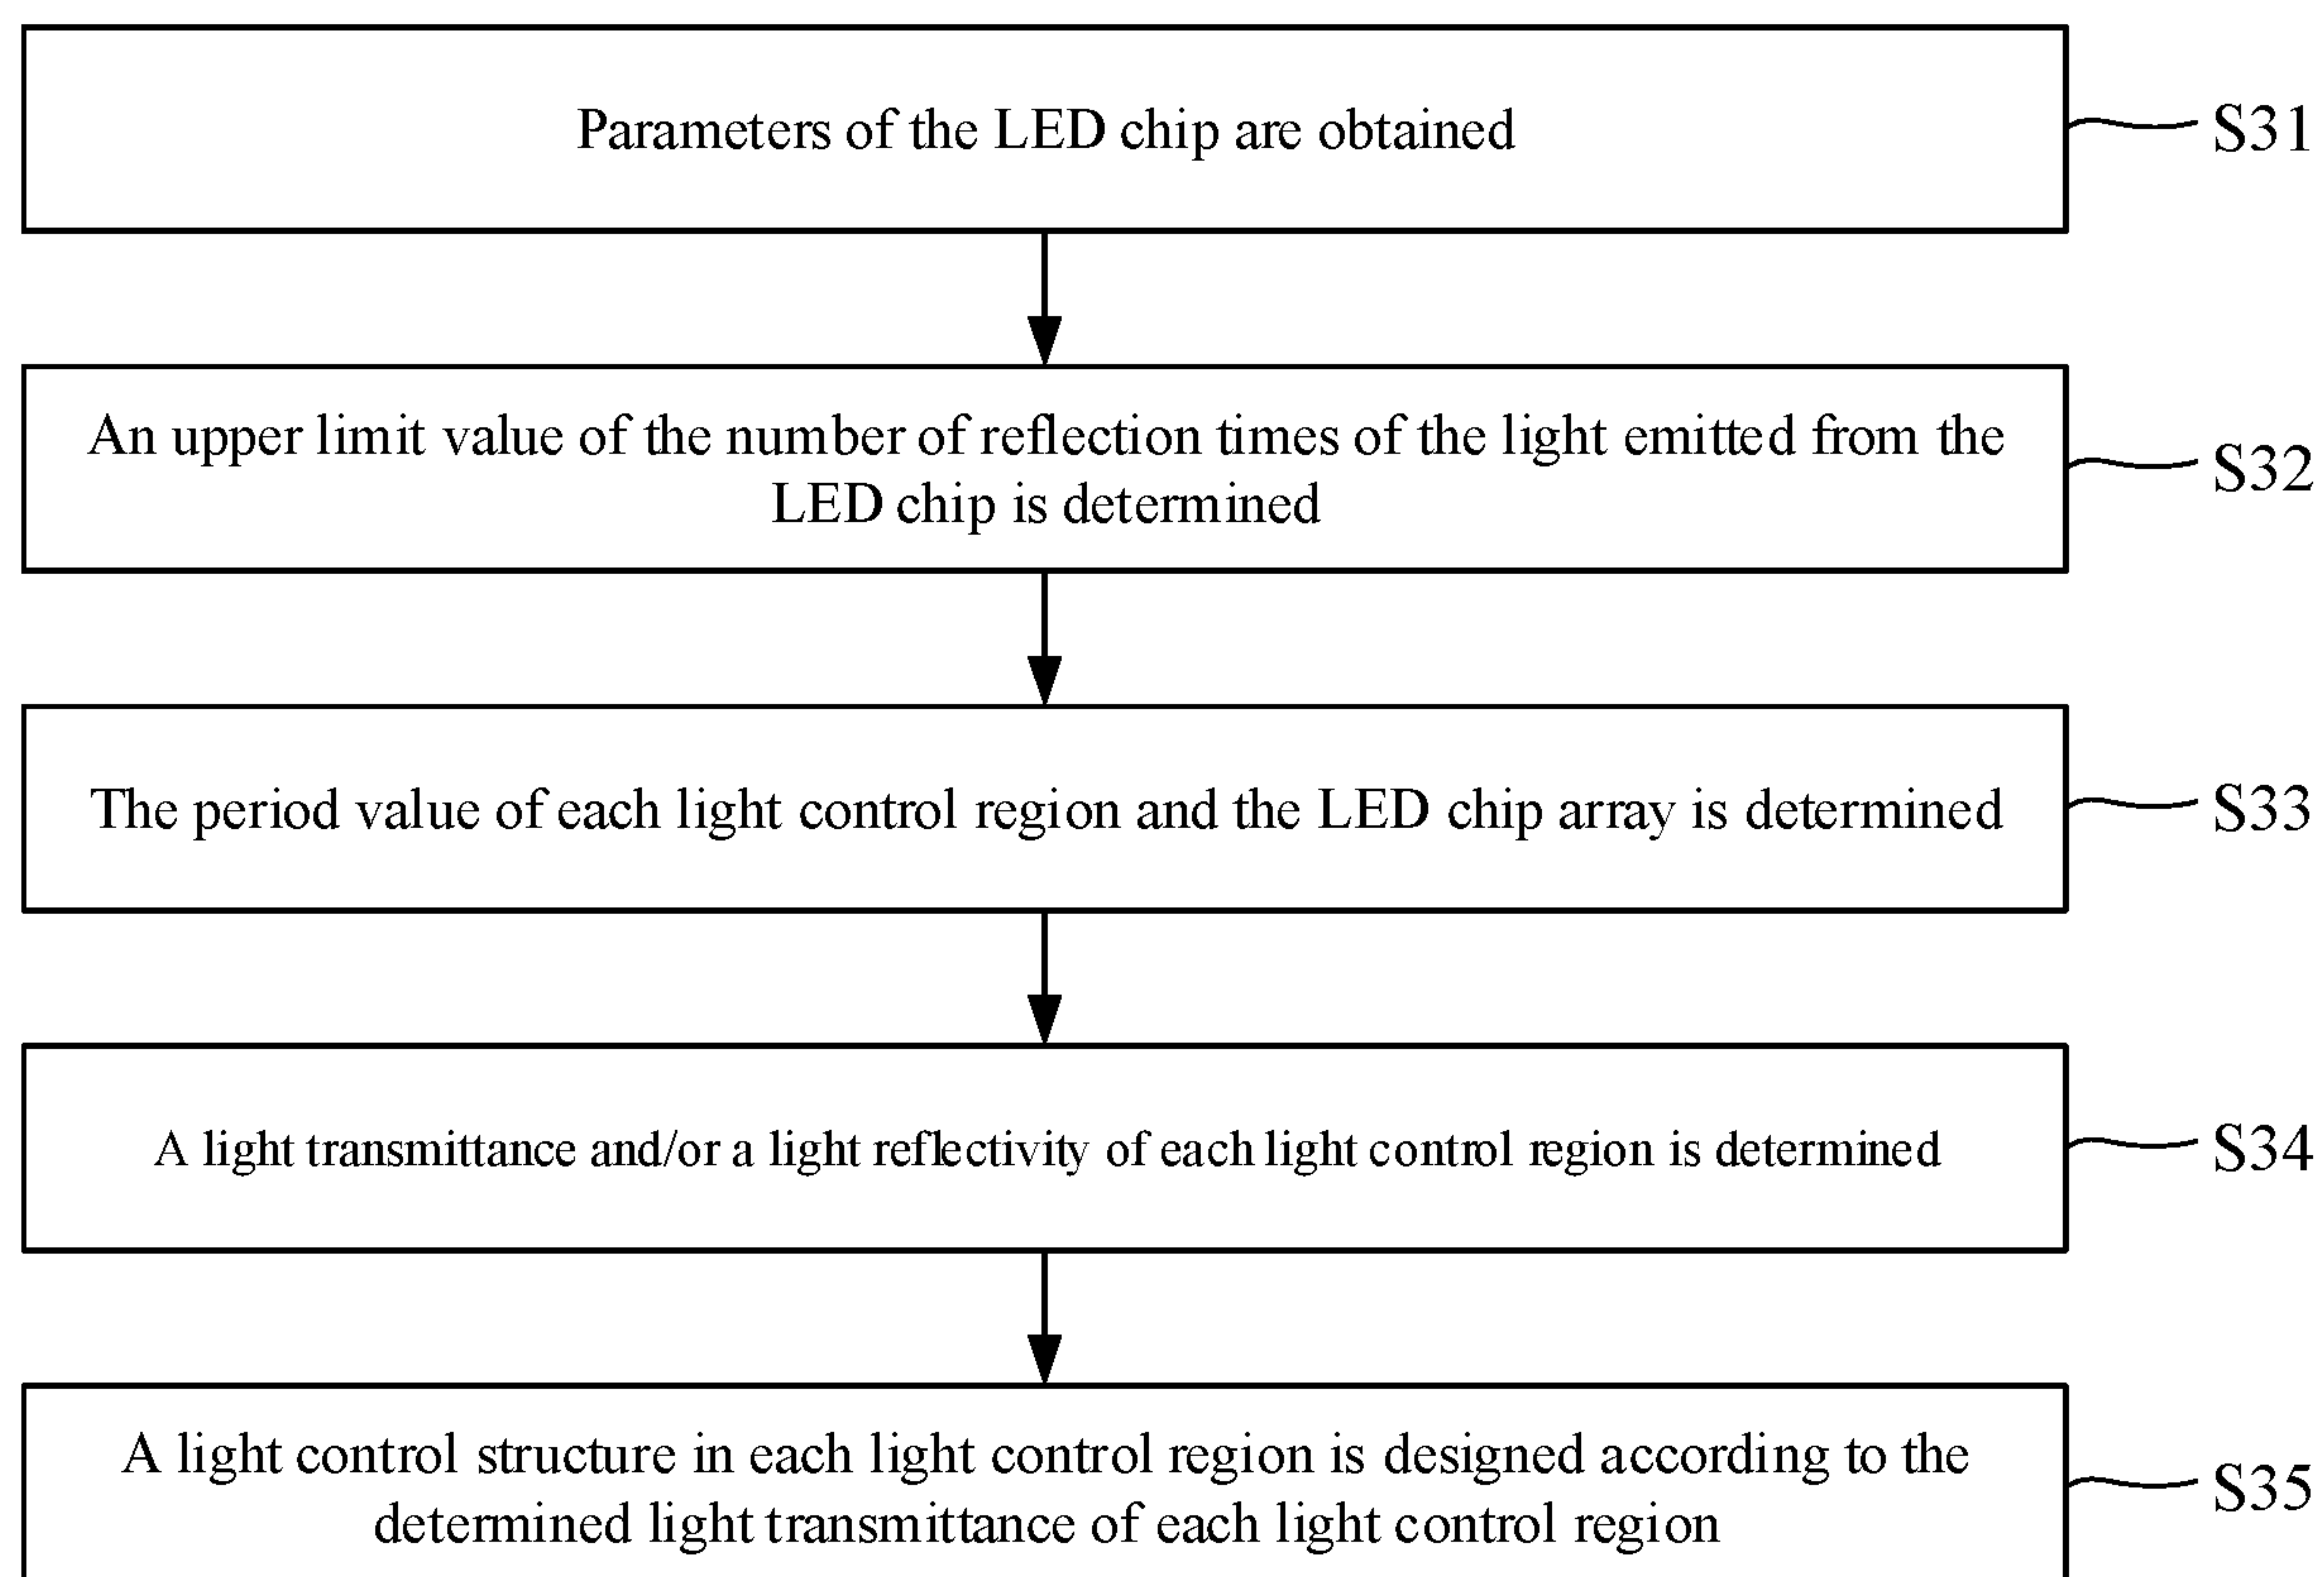 Parameters of the LED chip are obtained
S31
An upper limit value of the number of reflection times of the light emitted from the
LED chip is determined
S32
The period value of each light control region and the LED chip array is determined
S33
A light transmittance and/or a light reflectivity of each light control region is determined
S34
A light control structure in each light control region is designed according to the
determined light transmittance of each light control region
S35